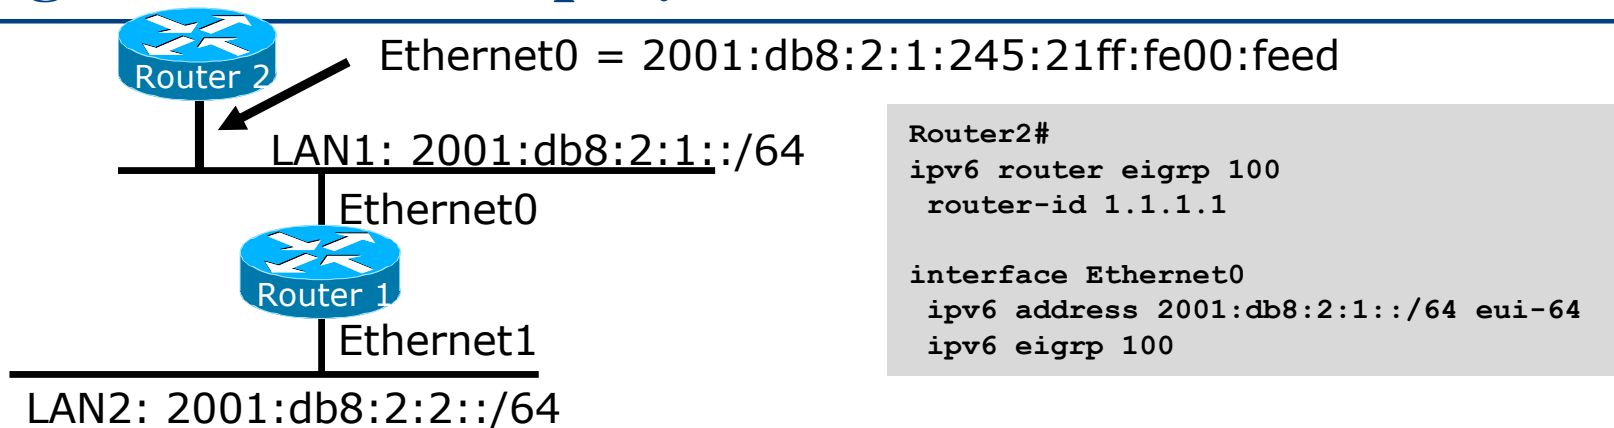 Router 2
Ethernet0 = 2001:db8:2:1:245:21ff:fe00:feed
LAN1: 2001:db8:2:1::/64
Ethernet0
Router 1
Ethernet1
LAN2: 2001:db8:2:2::/64
Router2#
ipv6 router eigrp 100
router-id 1.1.1.1
interface Ethernet0
ipv6 address 2001:db8:2:1::/64 eui-64
ipv6 eigrp 100